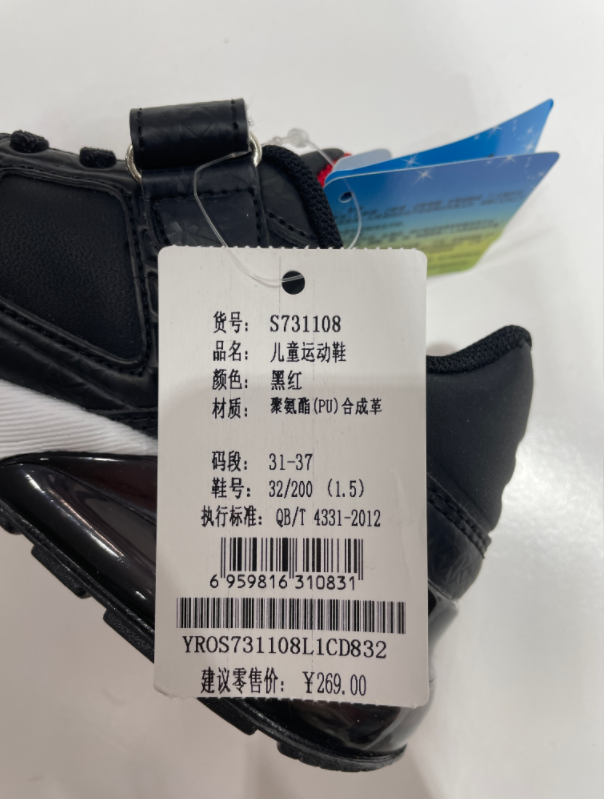 货号: S731108
品名: 儿童运动鞋
颜色: 黑红
材质: 聚氨酯(PU)合成革
码段: 31-37
鞋号: 32/200 (1.5)
执行标准: QB/T 4331-2012
6 959816 310831
YROS731108L1CD832
建议零售价: ¥269.00